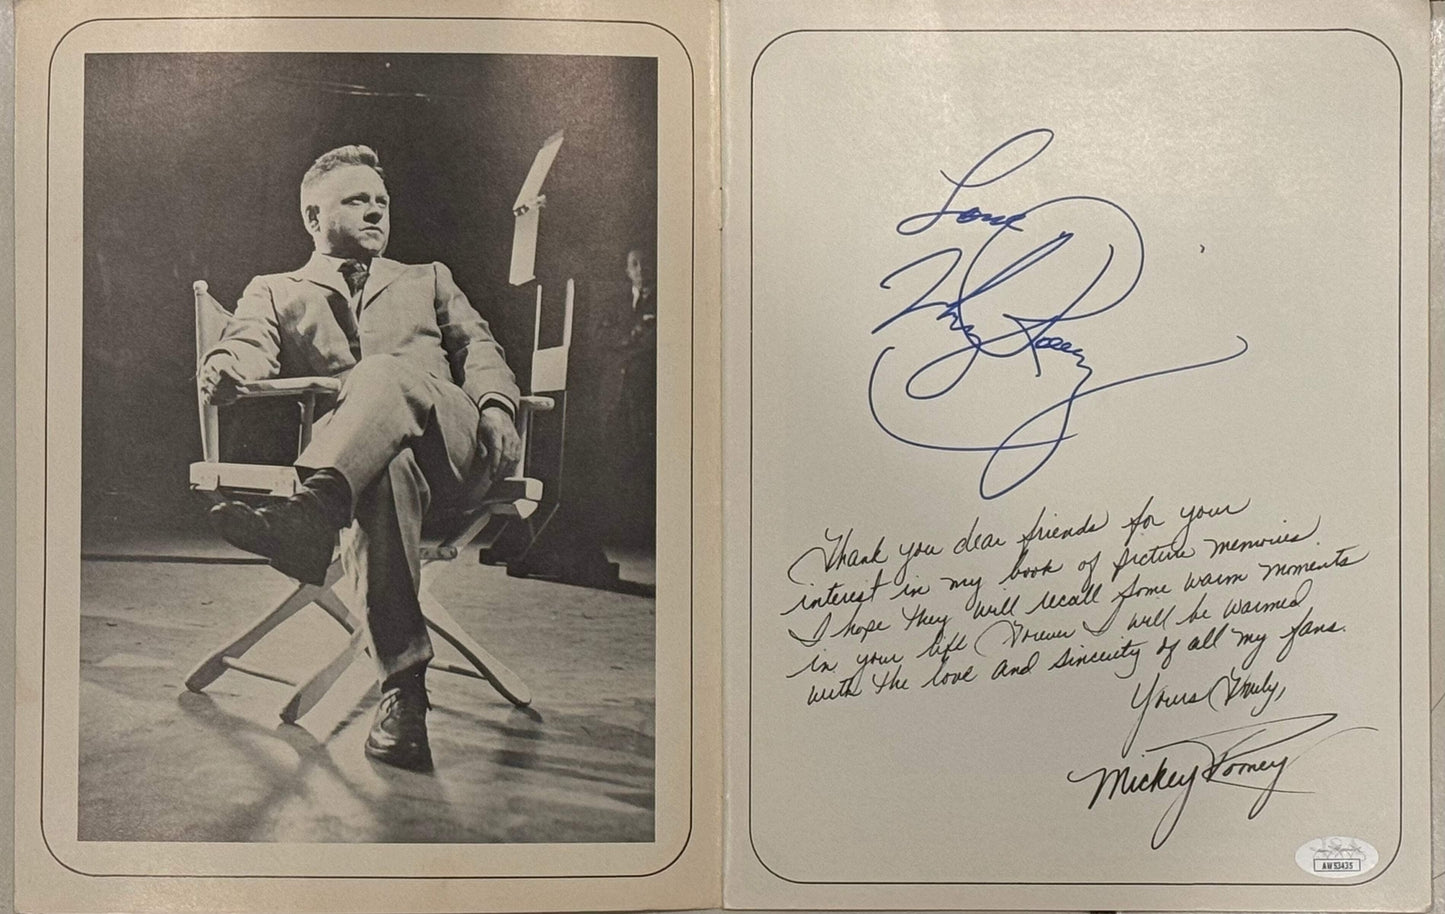 Love
Mickey Rooney
Thank you dear friends for your
interest in my book of picture memories.
I hope they will recall some warm moments
in your life forever I will be warmed
with the love and sincerity of all my fans.
Yours Truly,
Mickey Rooney
AW53435